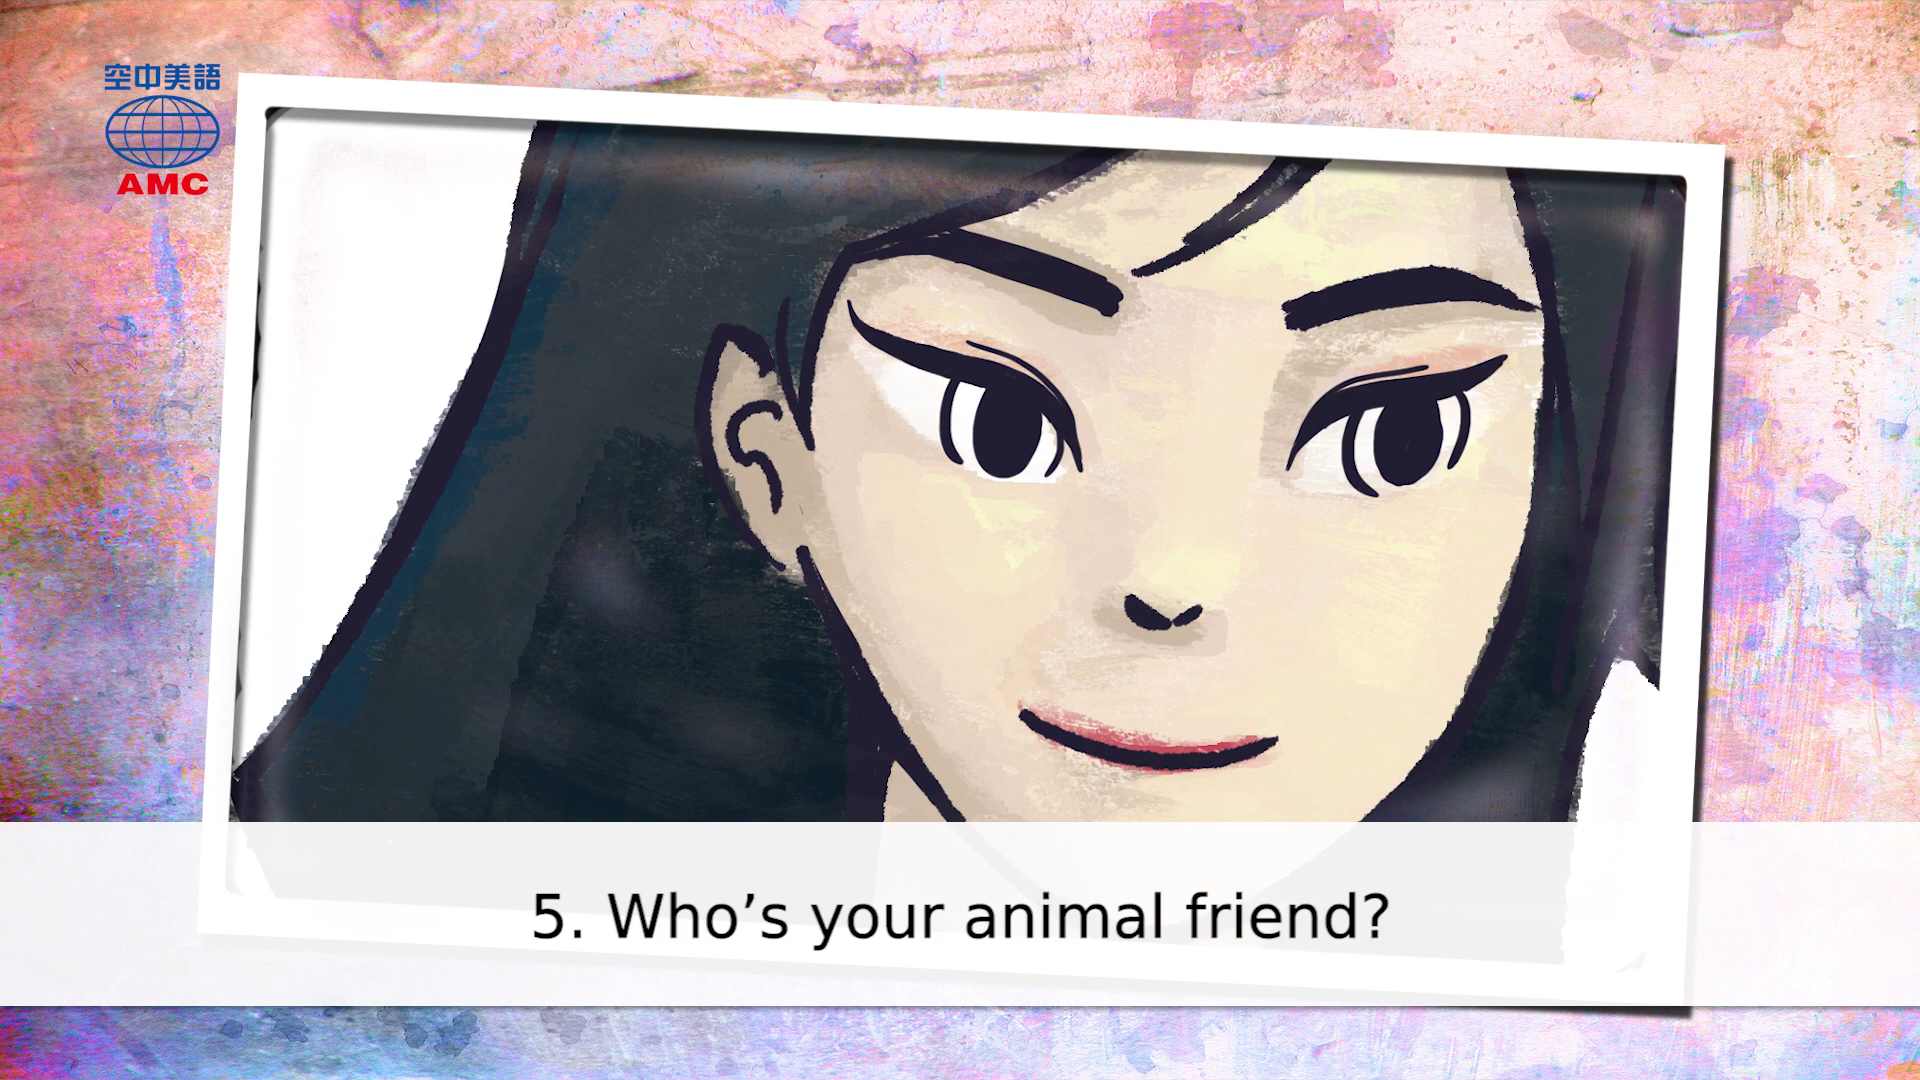 空中美語
AMC
5. Who’s your animal friend?